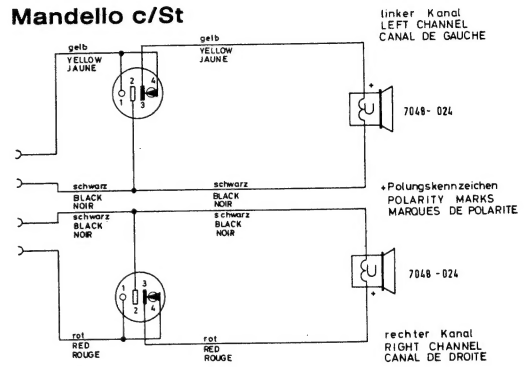 Mandello c/St
linker Kanal
LEFT CHANNEL
CANAL DE GAUCHE
gelb
YELLOW
JAUNE
gelb
YELLOW
JAUNE
2
4
1
3
+
7048-024
schwarz
BLACK
NOIR
schwarz
BLACK
NOIR
+Polungskennzeichen
POLARITY MARKS
MARQUES DE POLARITE
schwarz
BLACK
NOIR
schwarz
BLACK
NOIR
1
3
2
4
7048-024
+
rot
RED
ROUGE
rot
RED
ROUGE
rechter Kanal
RIGHT CHANNEL
CANAL DE DROITE